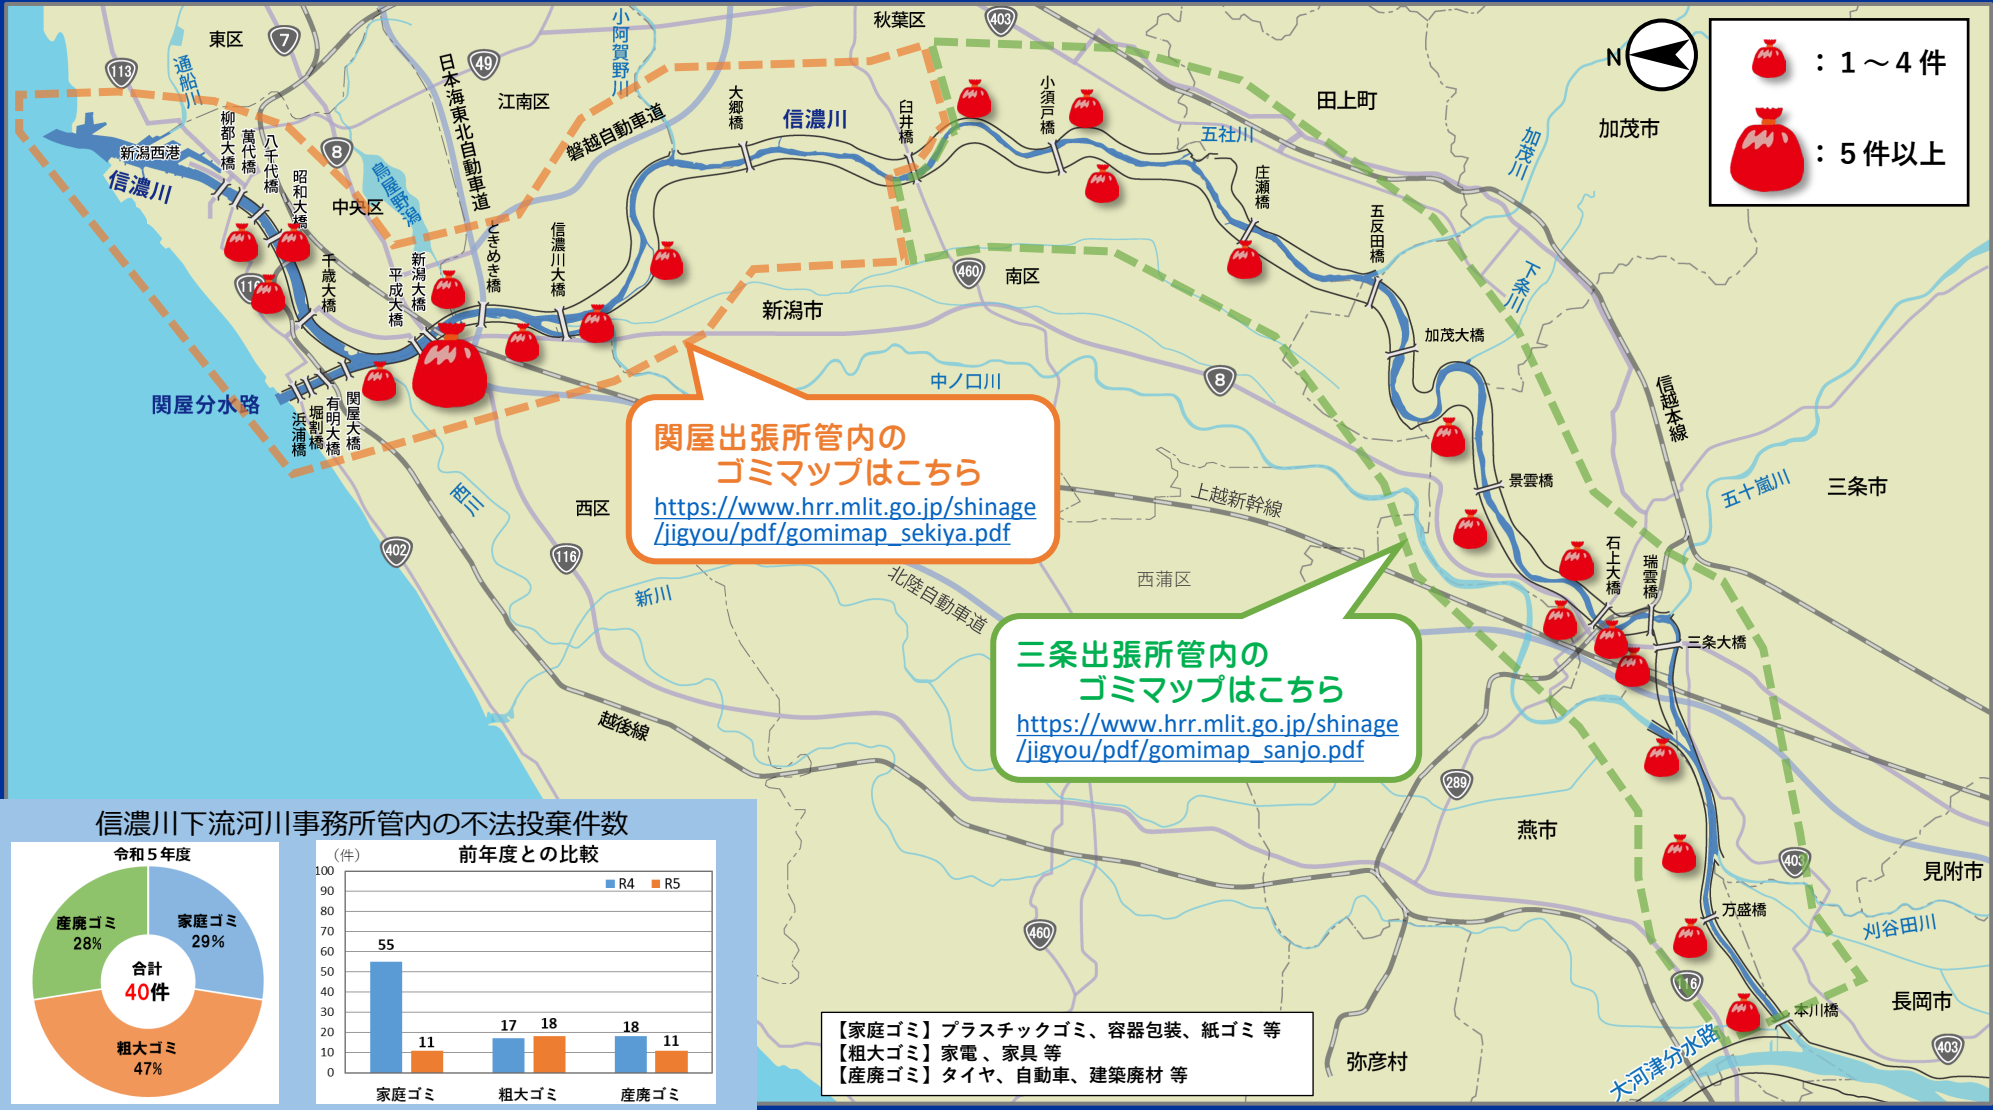 ：1～4件
：5件以上
N
東区
7
113
通船川
49
日本海東北自動車道
小阿賀野川
秋葉区
403
江南区
磐越自動車道
大郷橋
信濃川
臼井橋
小須戸橋
田上町
五社川
加茂川
加茂市
柳都大橋
萬代橋
八千代橋
昭和大橋
8
鳥屋野潟
中央区
新潟西港
信濃川
千歳大橋
平成大橋
新潟大橋
ときめき橋
信濃川大橋
庄瀬橋
五反田橋
下条川
460
南区
新潟市
加茂大橋
中ノ口川
8
信越本線
関屋分水路
浜浦橋
堀割橋
有明大橋
関屋大橋
関屋出張所管内の
ゴミマップはこちら
https://www.hrr.mlit.go.jp/shinage
/jigyou/pdf/gomimap_sekiya.pdf
西川
西区
402
116
新川
北陸自動車道
上越新幹線
西蒲区
景雲橋
五十嵐川
三条市
石上大橋
瑞雲橋
三条大橋
三条出張所管内の
ゴミマップはこちら
https://www.hrr.mlit.go.jp/shinage
/jigyou/pdf/gomimap_sanjo.pdf
越後線
289
燕市
403
見附市
万盛橋
刈谷田川
460
116
長岡市
本川橋
403
弥彦村
大河津分水路
信濃川下流河川事務所管内の不法投棄件数
令和5年度
産廃ゴミ
28%
家庭ゴミ
29%
合計
40件
粗大ゴミ
47%
（件）
前年度との比較
R4 R5
100
90
80
70
60
50
40
30
20
10
0
55
11
17
18
18
11
家庭ゴミ 粗大ゴミ 産廃ゴミ
【家庭ゴミ】プラスチックゴミ、容器包装、紙ゴミ 等
【粗大ゴミ】家電 、家具 等
【産廃ゴミ】タイヤ、自動車、建築廃材 等